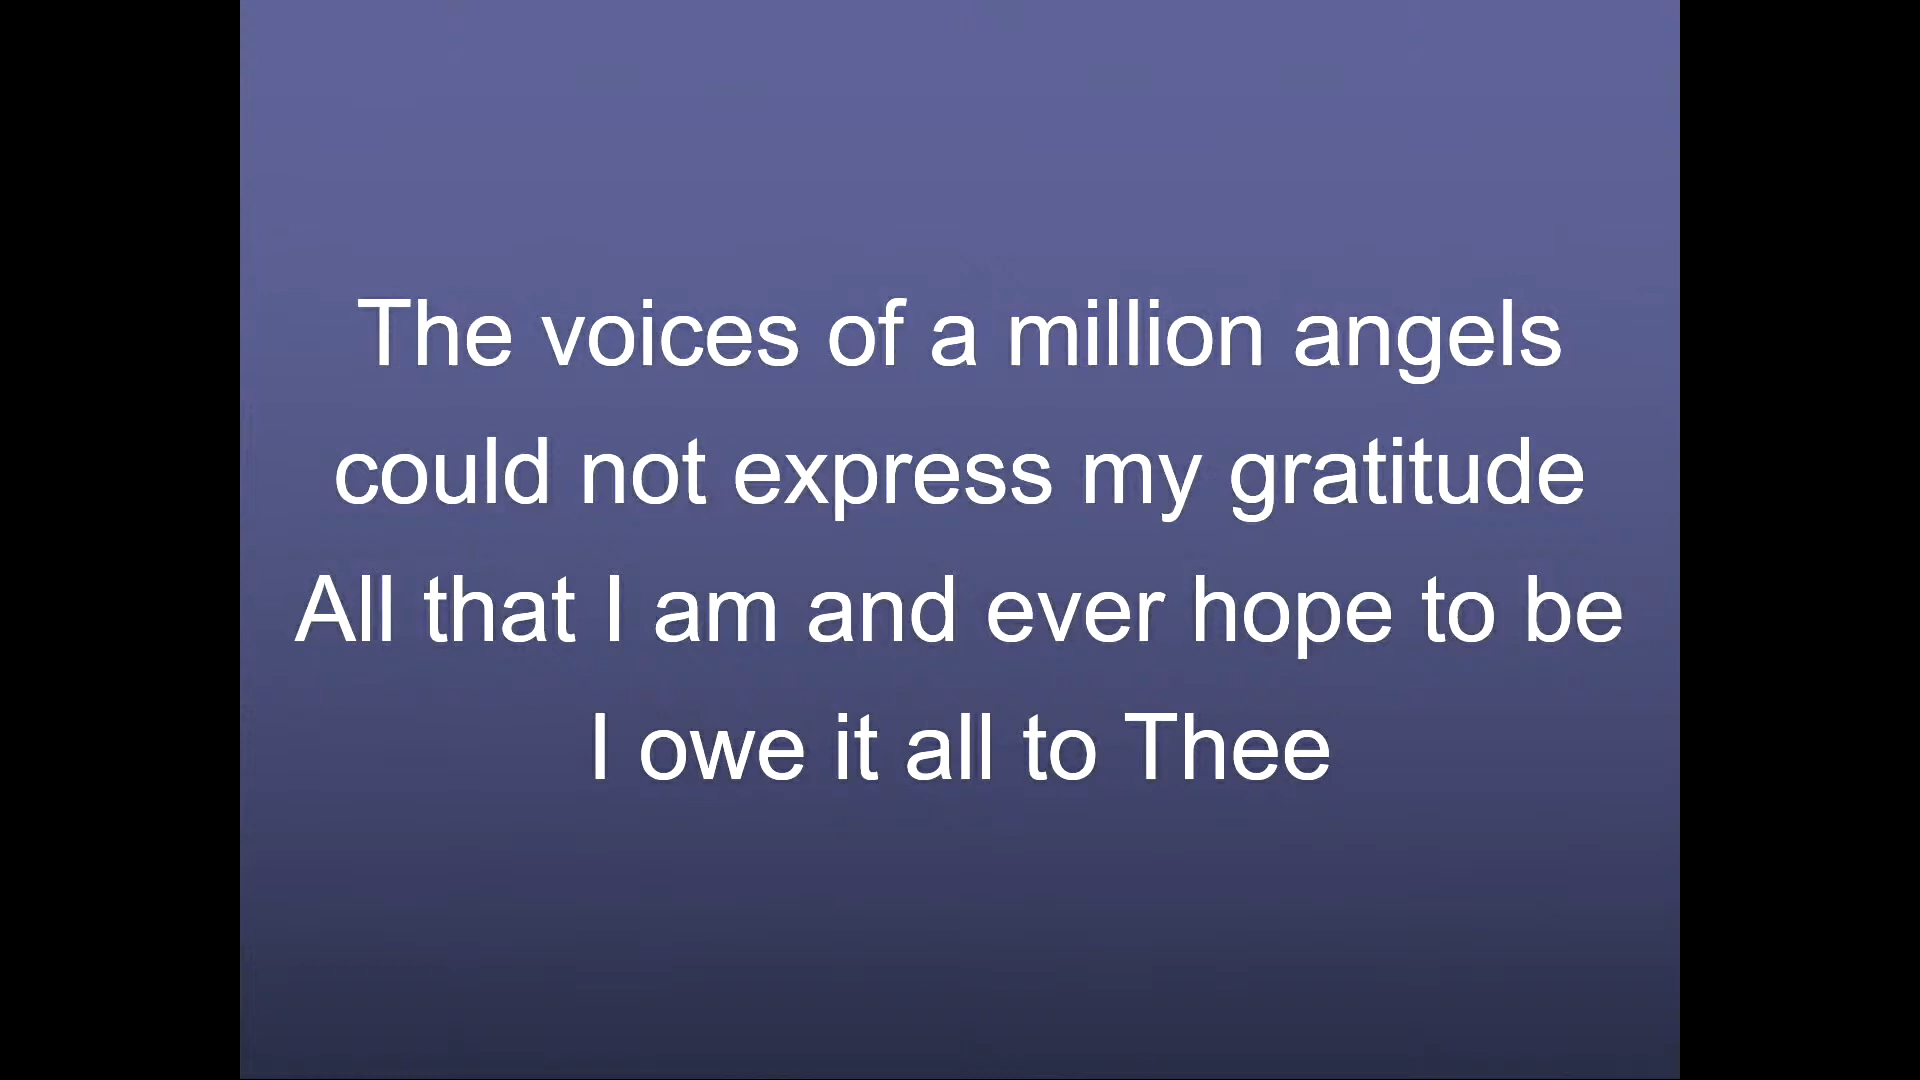 The voices of a million angels
could not express my gratitude
All that I am and ever hope to be
I owe it all to Thee